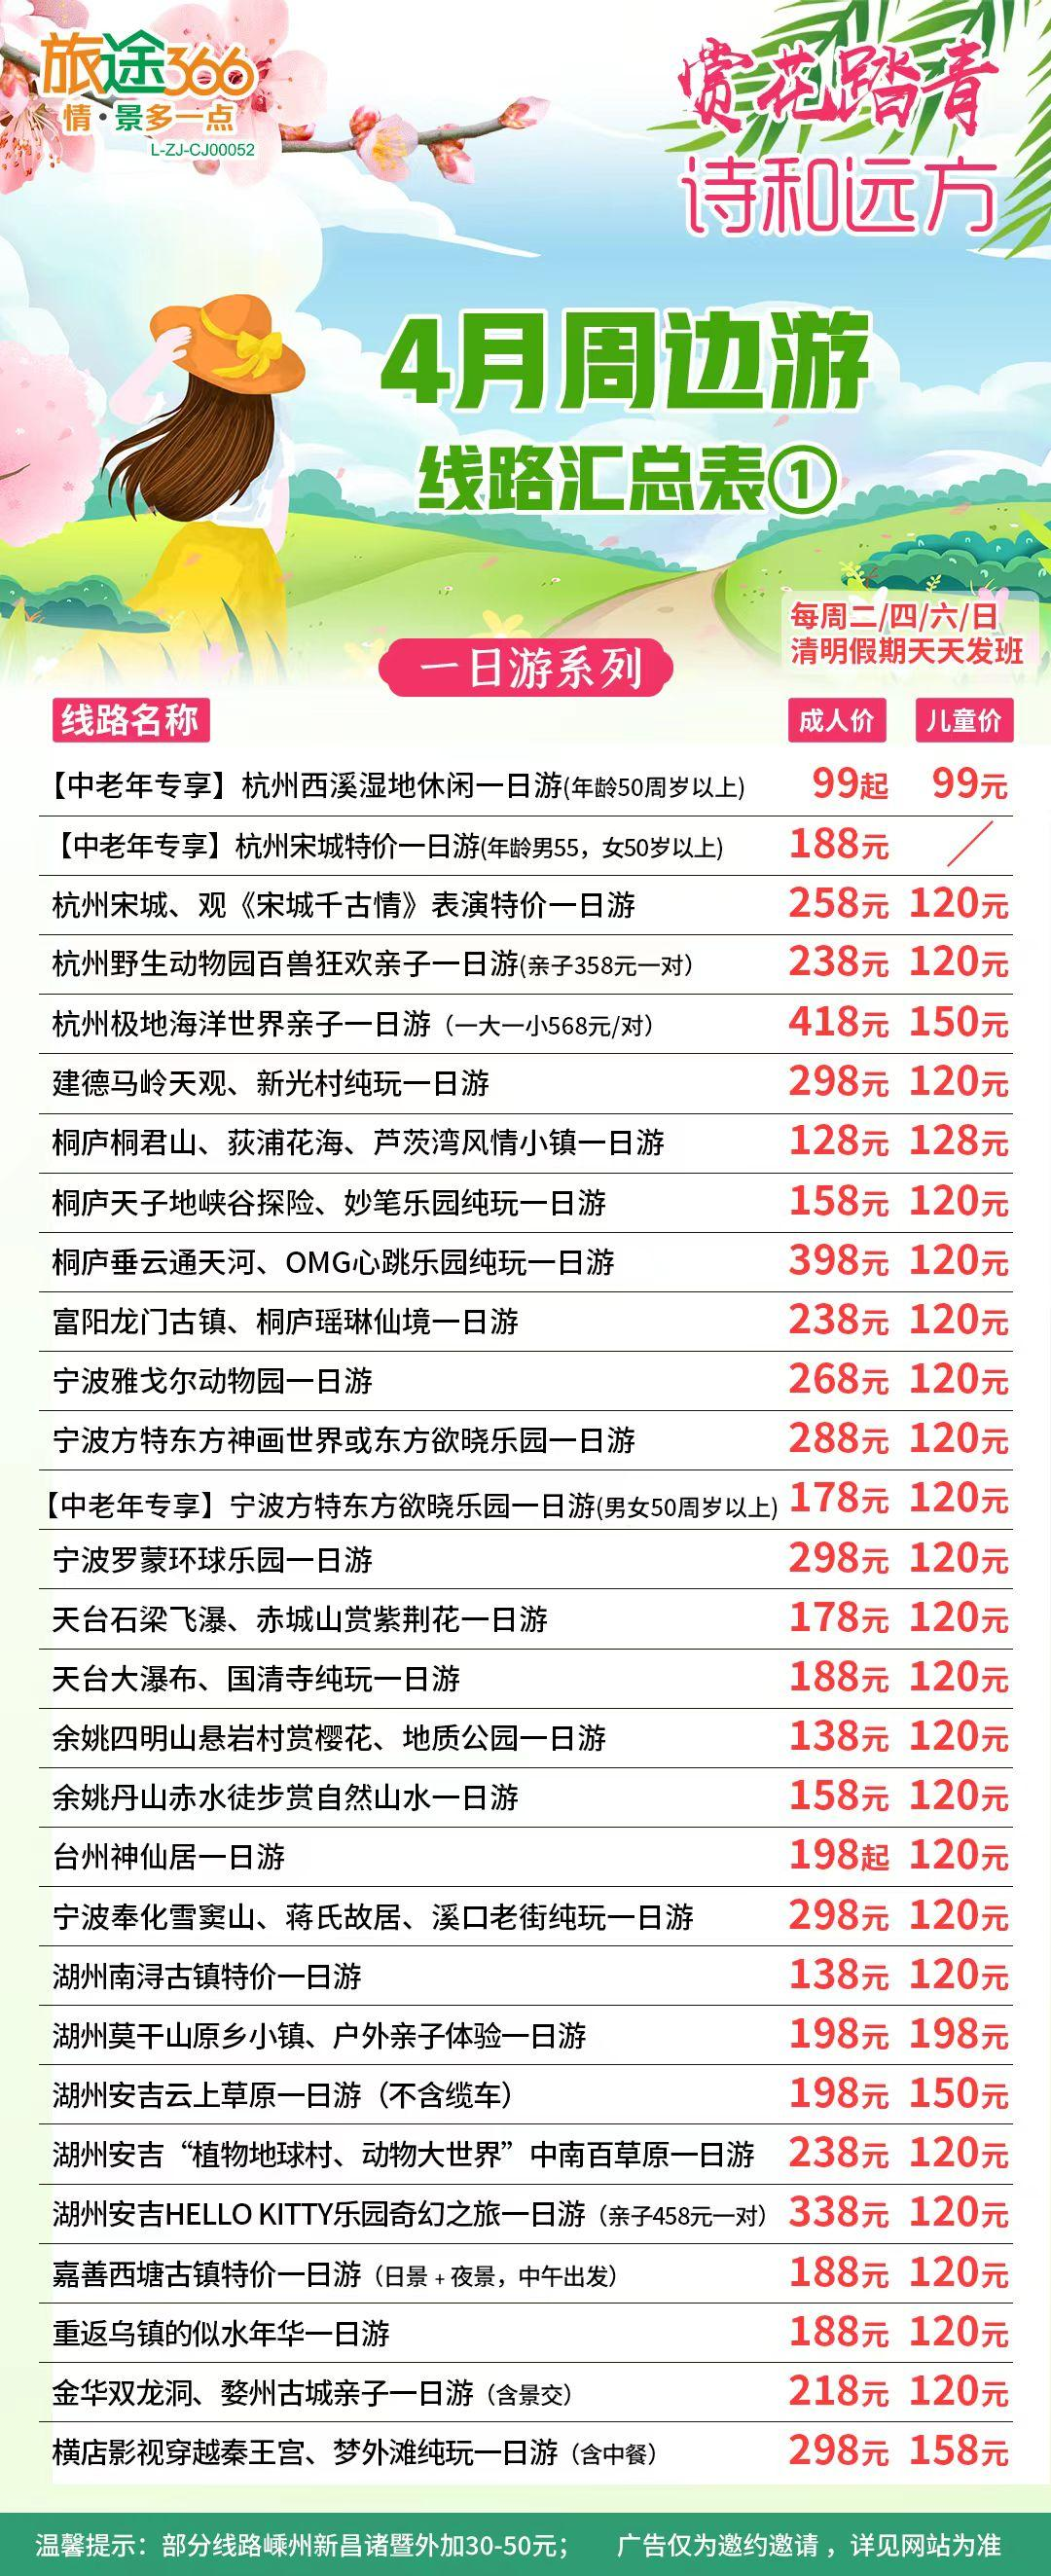 旅途366
情·景多一点
L-ZJ-CJ00052
赏花踏青
诗和远方
4月周边游
线路汇总表①
每周二/四/六/日
清明假期天天发班
一日游系列
线路名称 成人价 儿童价
【中老年专享】杭州西溪湿地休闲一日游(年龄50周岁以上) 99起 99元
【中老年专享】杭州宋城特价一日游(年龄男55，女50岁以上) 188元 ／
杭州宋城、观《宋城千古情》表演特价一日游 258元 120元
杭州野生动物园百兽狂欢亲子一日游(亲子358元一对） 238元 120元
杭州极地海洋世界亲子一日游（一大一小568元/对） 418元 150元
建德马岭天观、新光村纯玩一日游 298元 120元
桐庐桐君山、荻浦花海、芦茨湾风情小镇一日游 128元 128元
桐庐天子地峡谷探险、妙笔乐园纯玩一日游 158元 120元
桐庐垂云通天河、OMG心跳乐园纯玩一日游 398元 120元
富阳龙门古镇、桐庐瑶琳仙境一日游 238元 120元
宁波雅戈尔动物园一日游 268元 120元
宁波方特东方神画世界或东方欲晓乐园一日游 288元 120元
【中老年专享】宁波方特东方欲晓乐园一日游(男女50周岁以上) 178元 120元
宁波罗蒙环球乐园一日游 298元 120元
天台石梁飞瀑、赤城山赏紫荆花一日游 178元 120元
天台大瀑布、国清寺纯玩一日游 188元 120元
余姚四明山悬岩村赏樱花、地质公园一日游 138元 120元
余姚丹山赤水徒步赏自然山水一日游 158元 120元
台州神仙居一日游 198起 120元
宁波奉化雪窦山、蒋氏故居、溪口老街纯玩一日游 298元 120元
湖州南浔古镇特价一日游 138元 120元
湖州莫干山原乡小镇、户外亲子体验一日游 198元 198元
湖州安吉云上草原一日游（不含缆车） 198元 150元
湖州安吉“植物地球村、动物大世界”中南百草原一日游 238元 120元
湖州安吉HELLO KITTY乐园奇幻之旅一日游（亲子458元一对） 338元 120元
嘉善西塘古镇特价一日游（日景 + 夜景，中午出发） 188元 120元
重返乌镇的似水年华一日游 188元 120元
金华双龙洞、婺州古城亲子一日游（含景交） 218元 120元
横店影视穿越秦王宫、梦外滩纯玩一日游（含中餐） 298元 158元
温馨提示：部分线路嵊州新昌诸暨外加30-50元； 广告仅为邀约邀请 ，详见网站为准